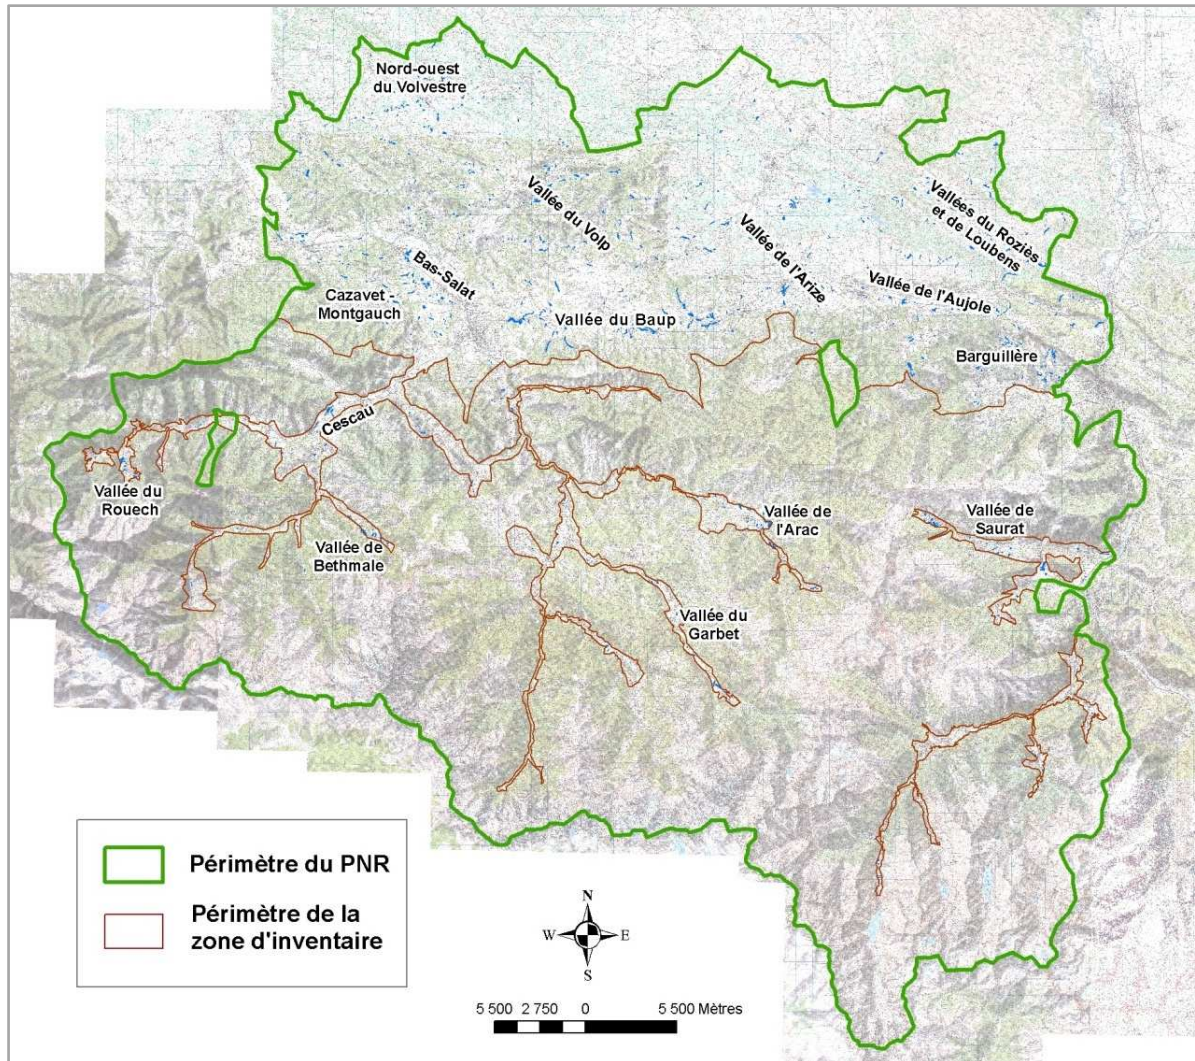 Nord-ouest
du Volvestre
Vallée du Volp
Vallées du Roziès
et de Loubens
Vallée de l'Arize
Bas-Salat
Vallée de l'Aujole
Cazavet -
Montgauch
Vallée du Baup
Barguillère
Cescau
Vallée du
Rouech
Vallée de
Bethmale
Vallée de
l'Arac
Vallée de
Saurat
Vallée du
Garbet
Périmètre du PNR
Périmètre de la
zone d'inventaire
N
W E
S
5 500 2 750 0 5 500 Mètres